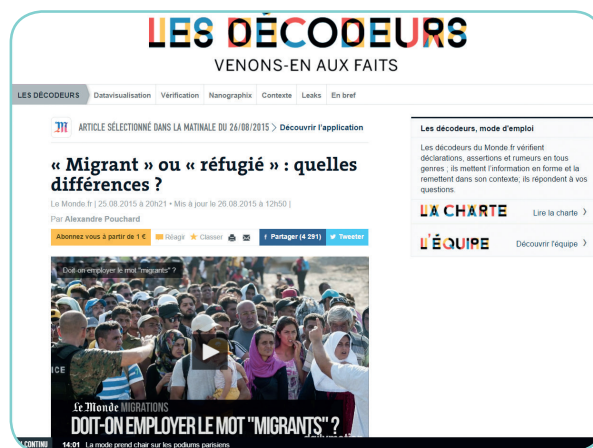 LES DÉCODEURS
VENONS-EN AUX FAITS
LES DÉCODEURS Datavisualisation Vérification Nanographix Contexte Leaks En bref
ARTICLE SÉLECTIONNÉ DANS LA MATINALE DU 26/08/2015 > Découvrir l'application
« Migrant » ou « réfugié » : quelles
différences ?
Le Monde.fr | 25.08.2015 à 20h21 • Mis à jour le 26.08.2015 à 12h50 |
Par Alexandre Pouchard
Abonnez vous à partir de 1 € Réagir Classer Partager (4 291) Tweeter
Doit-on employer le mot "migrants" ?
ICE
Le Monde MIGRATIONS
DOIT-ON EMPLOYER LE MOT "MIGRANTS" ?
CONTINU 14:01 La mode prend chair sur les podiums parisiens
Les décodeurs, mode d'emploi
Les décodeurs du Monde.fr vérifient
déclarations, assertions et rumeurs en tous
genres ; ils mettent l'information en forme et la
remettent dans son contexte; ils répondent à vos
questions.
LA CHARTE Lire la charte >
L'ÉQUIPE Découvrir l'équipe >